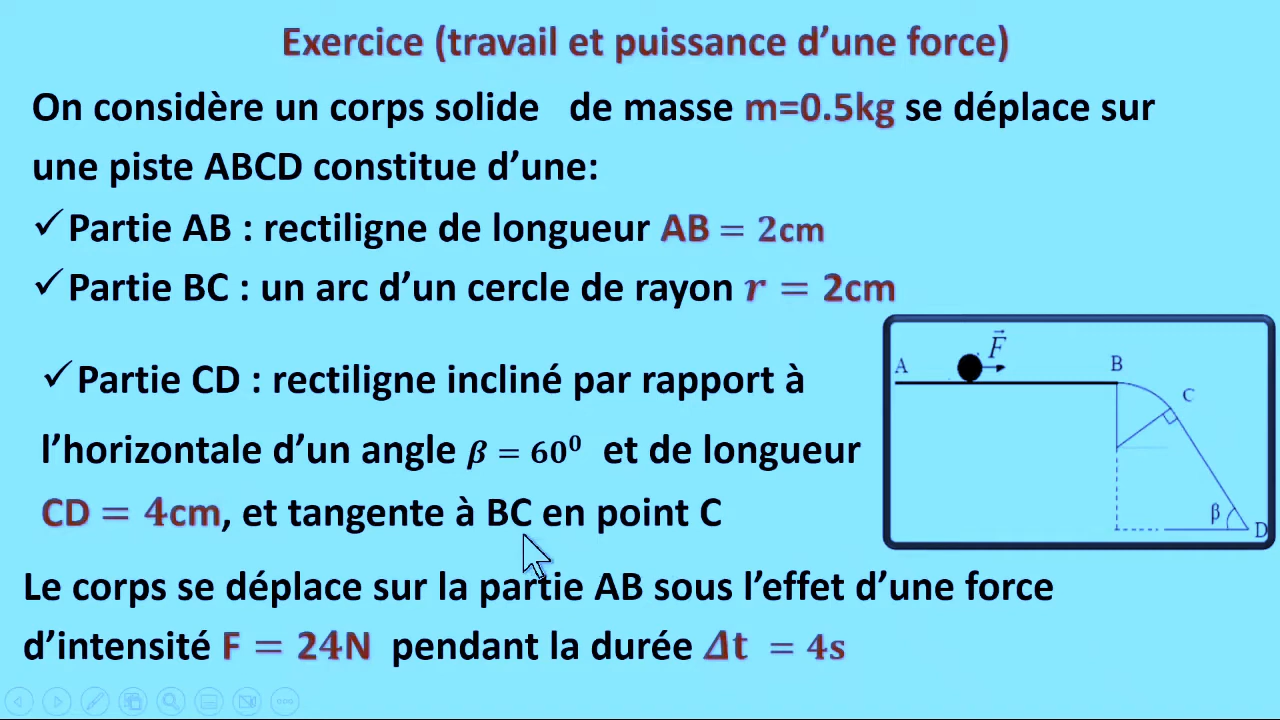 Exercice (travail et puissance d'une force)
On considère un corps solide de masse m=0.5kg se déplace sur
une piste ABCD constitue d'une:
✓Partie AB : rectiligne de longueur AB = 2cm
✓Partie BC : un arc d'un cercle de rayon r = 2cm
✓Partie CD : rectiligne incliné par rapport à
l'horizontale d'un angle β = 60⁰ et de longueur
CD = 4cm, et tangente à BC en point C
A F⃗ B C
β D
Le corps se déplace sur la partie AB sous l'effet d'une force
d'intensité F = 24N pendant la durée Δt = 4s